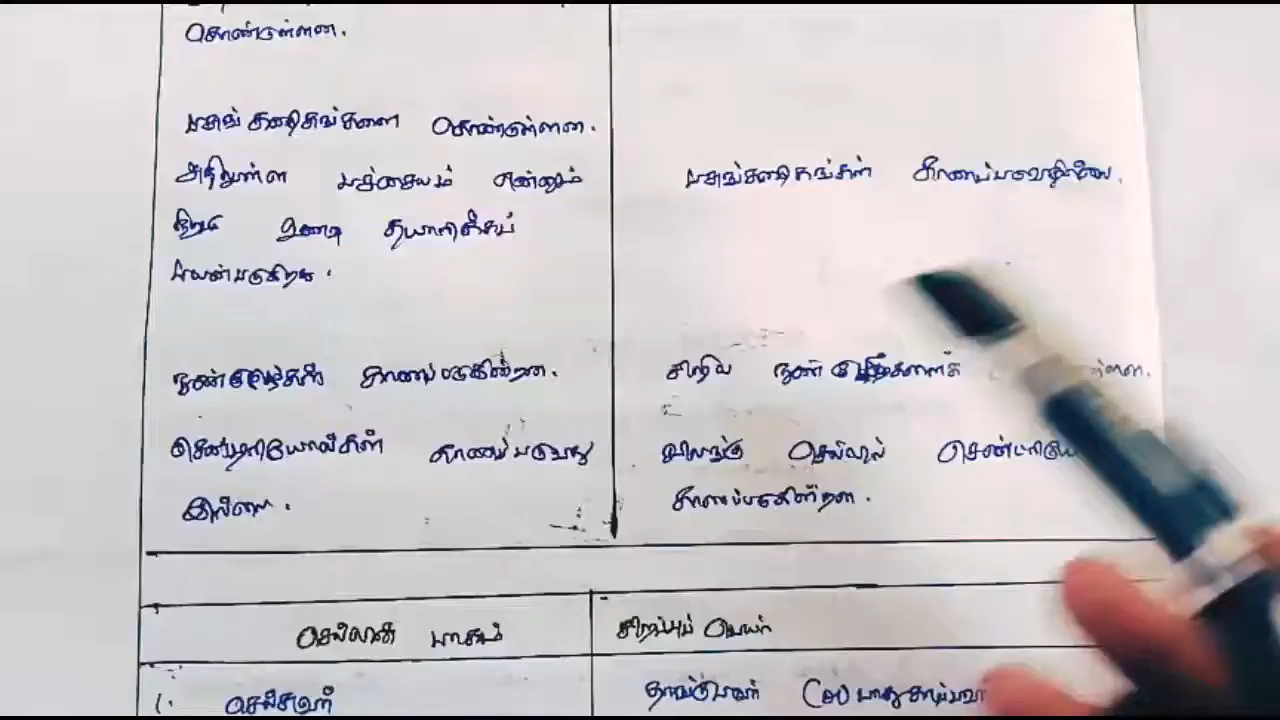 கொண்டுள்ளன.
பசுங்கணிகங்களை கொண்டுள்ளன.
அதிலுள்ள பச்சையம் என்னும்
நிறமி உணவு தயாரிக்கப்
பயன்படுகிறது.
பசுங்கணிகங்கள் காணப்படுவதில்லை.
நுண்குமிழ்கள் காணப்படுகின்றன.
சிறிய நுண்குமிழ்களைக்
சென்ட்ரியோல்கள் காணப்படுவது
இல்லை.
விலங்கு செல்லில்
காணப்படுகின்றன.
செல்லின் பாகம்
சிறப்புப் பெயர்
1. செல்சுவர்
தாங்குபவர் (அ) பாதுகாப்பவர்